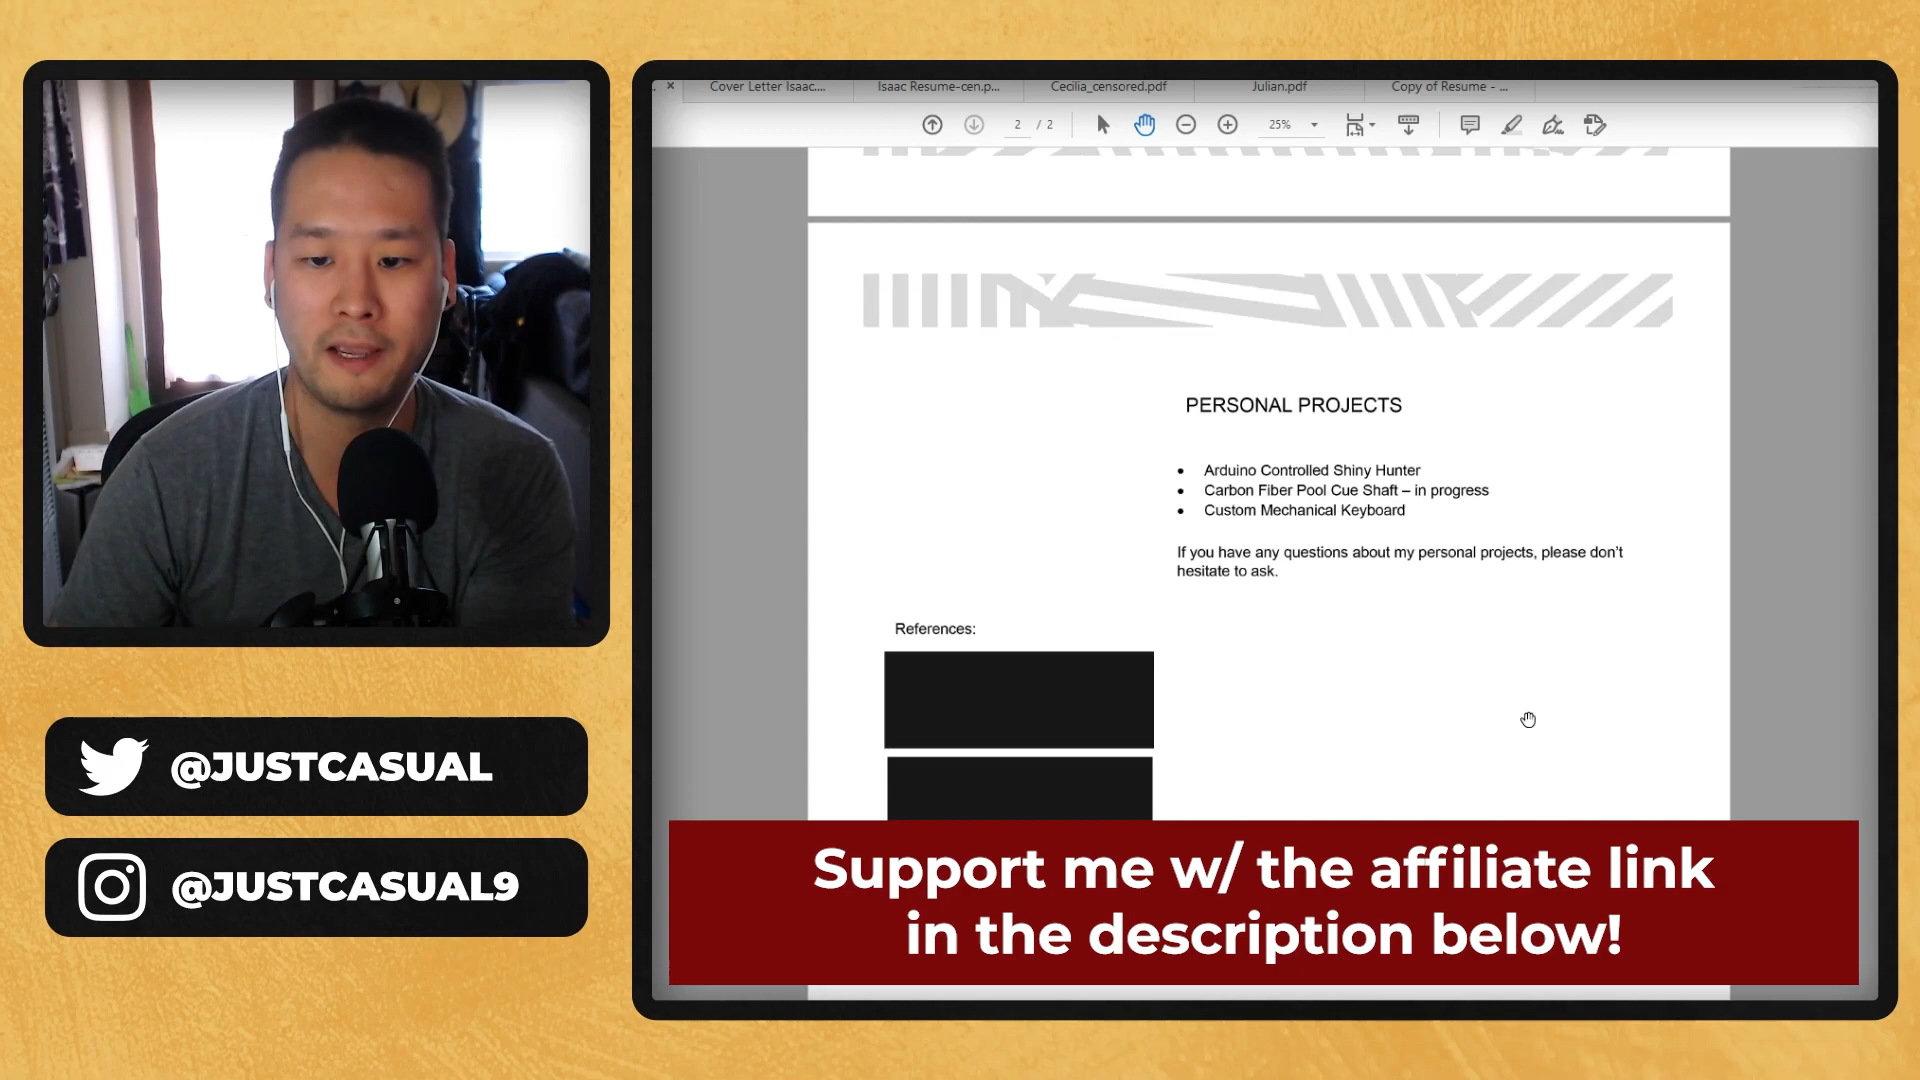 Cover Letter Isaac....
Isaac Resume-cen.p...
Cecilia_censored.pdf
Julian.pdf
Copy of Resume - ...
2 / 2
25%
PERSONAL PROJECTS
• Arduino Controlled Shiny Hunter
• Carbon Fiber Pool Cue Shaft – in progress
• Custom Mechanical Keyboard
If you have any questions about my personal projects, please don't
hesitate to ask.
References:
@JUSTCASUAL
@JUSTCASUAL9
Support me w/ the affiliate link
in the description below!